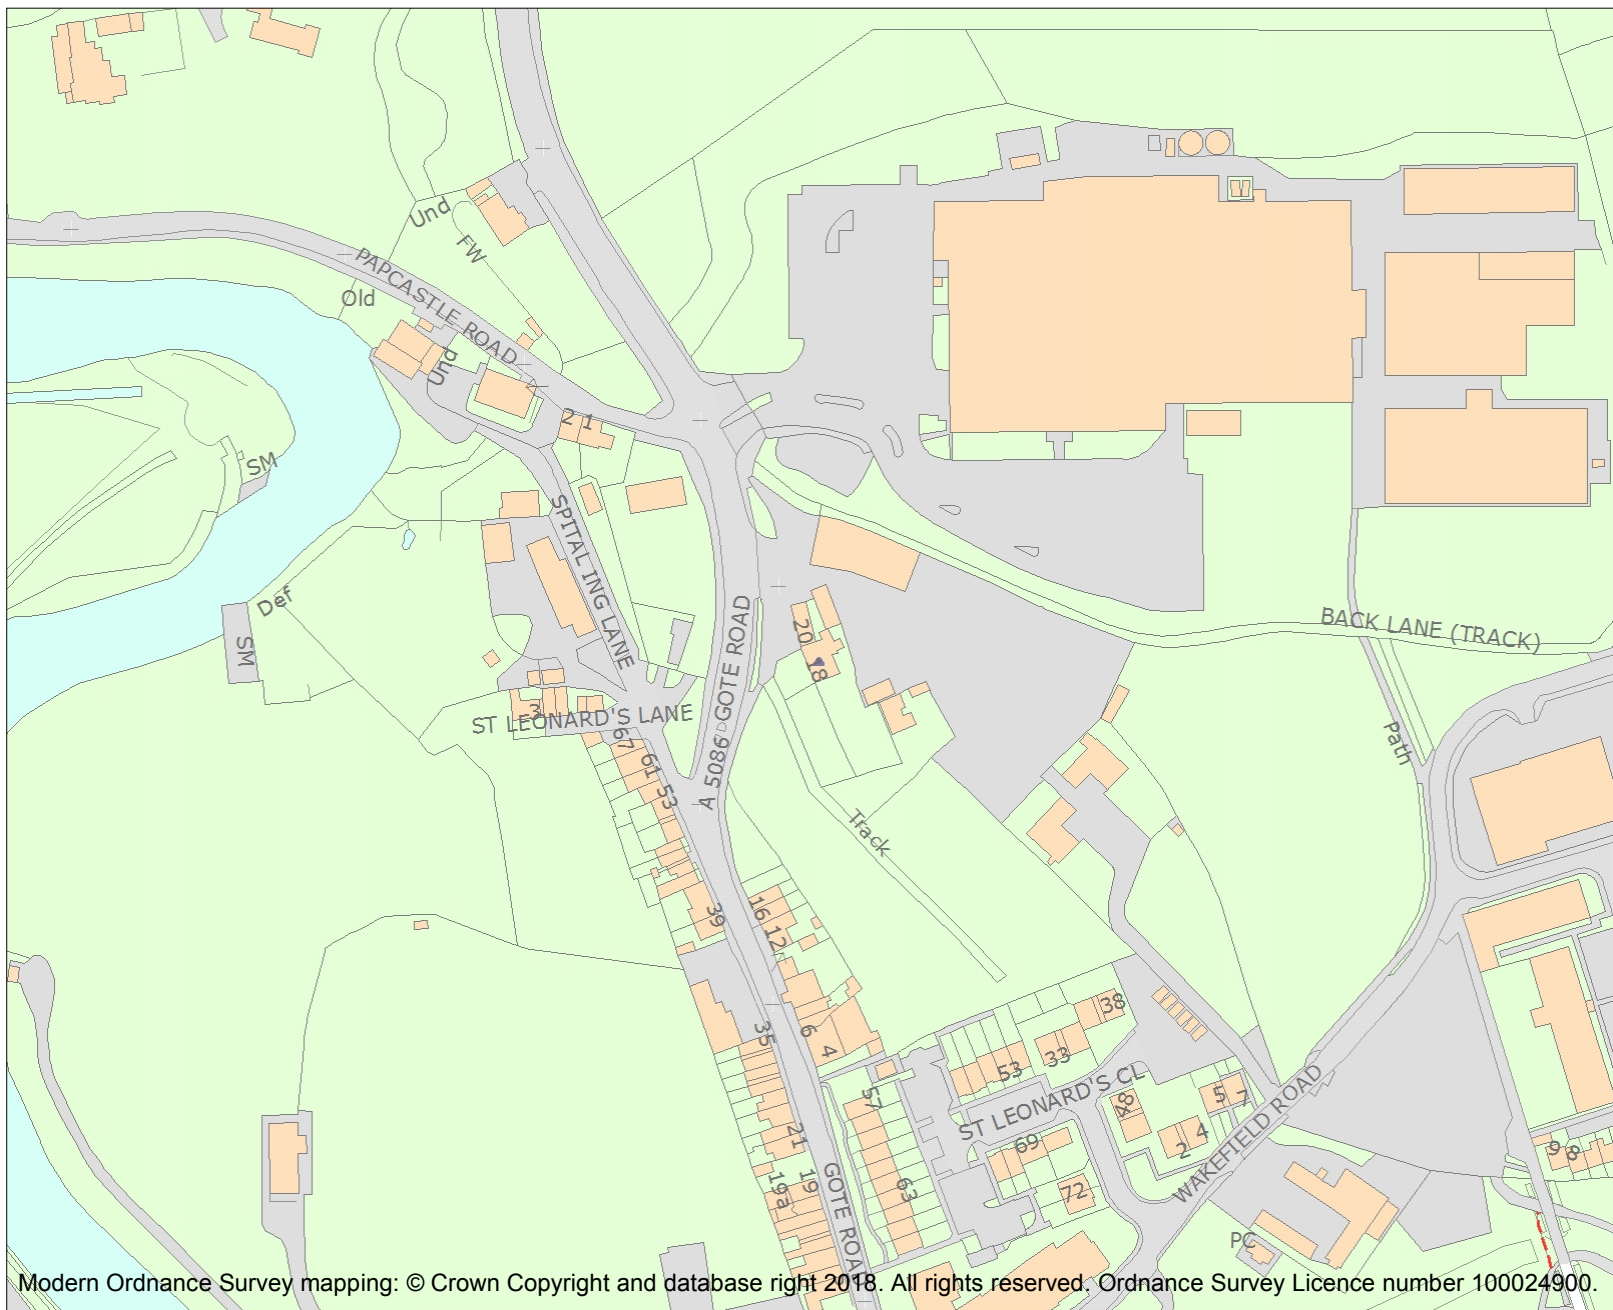 Und
FW
PAPCASTLE ROAD
Old
Und
2 1
SM
SPITAL ING LANE
Def
SM
20
18
BACK LANE (TRACK)
GOTE ROAD
A 5086
3
ST LEONARD'S LANE
67
61
53
Path
Track
39
16
12
35
6
4
38
33
53
57
ST LEONARD'S CL
48
5
7
WAKEFIELD ROAD
69
2
4
21
19
19a
63
72
9
8
GOTE ROAD
PC
Modern Ordnance Survey mapping: © Crown Copyright and database right 2018. All rights reserved. Ordnance Survey Licence number 100024900.